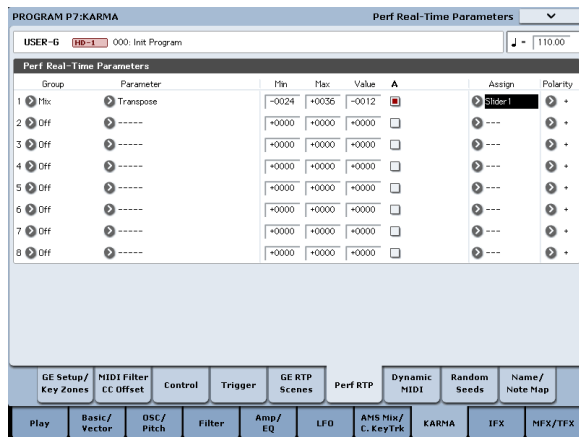 PROGRAM P7:KARMA Perf Real-Time Parameters
USER-G HD-1 000: Init Program ♩ = 110.00
Perf Real-Time Parameters
Group Parameter Min Max Value A Assign Polarity
1 Mix Transpose -0024 +0036 -0012 Slider 1 +
2 Off ----- +0000 +0000 +0000 --- +
3 Off ----- +0000 +0000 +0000 --- +
4 Off ----- +0000 +0000 +0000 --- +
5 Off ----- +0000 +0000 +0000 --- +
6 Off ----- +0000 +0000 +0000 --- +
7 Off ----- +0000 +0000 +0000 --- +
8 Off ----- +0000 +0000 +0000 --- +
GE Setup/ MIDI Filter Control Trigger GE RTP Perf RTP Dynamic Random Name/
Key Zones CC Offset Scenes MIDI Seeds Note Map
Play Basic/ OSC/ Filter Amp/ LFO AMS Mix/ KARMA IFX MFX/TFX
Vector Pitch EQ C. KeyTrk